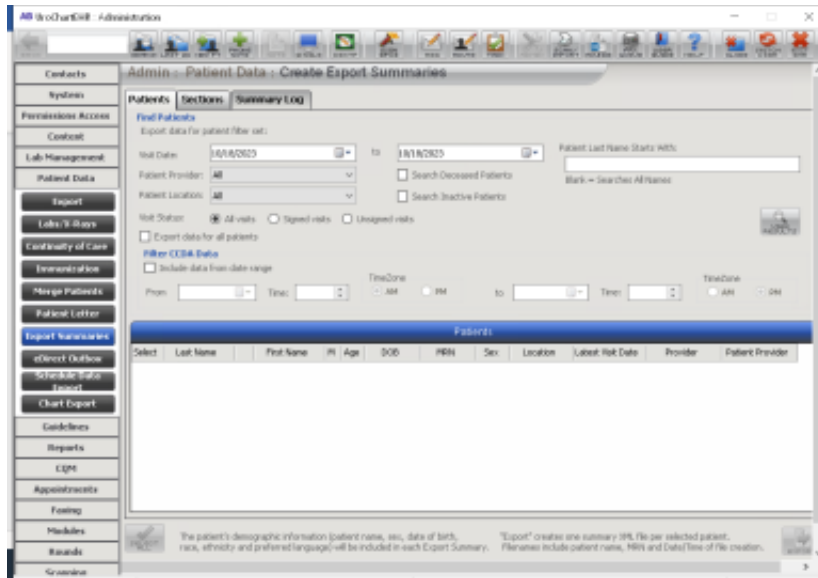 UroChartEHR : Administration
Admin : Patient Data : Create Export Summaries
Contacts
System
Permissions Access
Content
Lab Management
Patient Data
Export
Labs/X-Rays
Continuity of Care
Immunization
Merge Patients
Patient Letter
Export Summaries
eDirect Outbox
Schedule Data Export
Chart Export
Guidelines
Reports
CQM
Appointments
Faxing
Modules
Rounds
Scanning
Patients Sections Summary Log
Find Patients
Export data for patient filter set:
Visit Date: 10/18/2023 to 10/18/2023
Patient Last Name Starts With:
Patient Provider: All Search Deceased Patients
Blank = Searches All Names
Patient Location: All Search Inactive Patients
Visit Status: All visits Signed visits Unsigned visits
Export data for all patients
Filter CCDA Data
Include data from date range
TimeZone TimeZone
From: Time: AM PM to: Time: AM PM
Patients
Select Last Name First Name MI Age DOB MRN Sex Location Latest Visit Date Provider Patient Provider
The patient's demographic information (patient name, sex, date of birth,
race, ethnicity and preferred language) will be included in each Export Summary.
"Export" creates one summary XML file per selected patient.
Filenames include patient name, MRN and Date/Time of file creation.